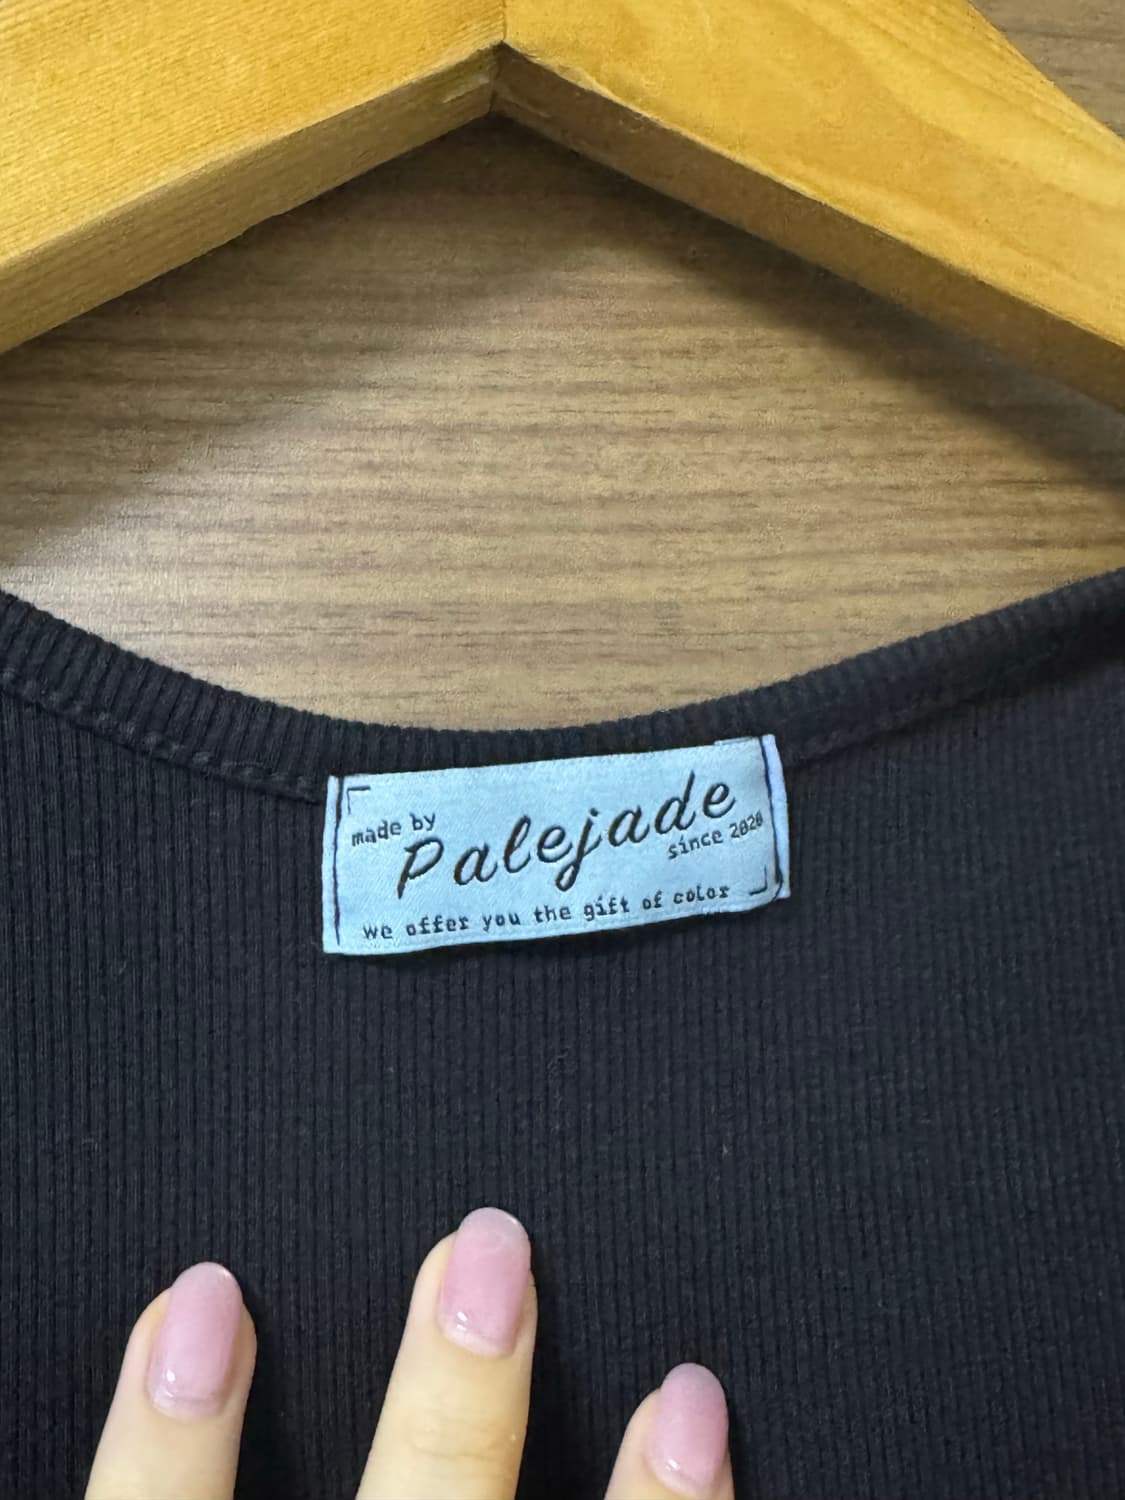 made by
Palejade
since 2020
we offer you the gift of color